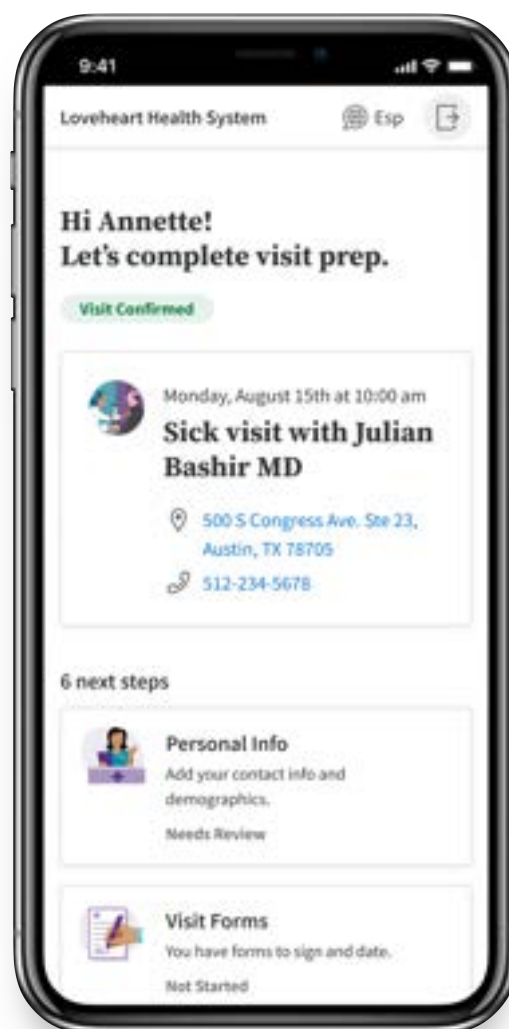 9:41
Loveheart Health System Esp
Hi Annette!
Let's complete visit prep.
Visit Confirmed
Monday, August 15th at 10:00 am
Sick visit with Julian
Bashir MD
500 S Congress Ave. Ste 23,
Austin, TX 78705
512-234-5678
6 next steps
Personal Info
Add your contact info and
demographics.
Needs Review
Visit Forms
You have forms to sign and date.
Not Started